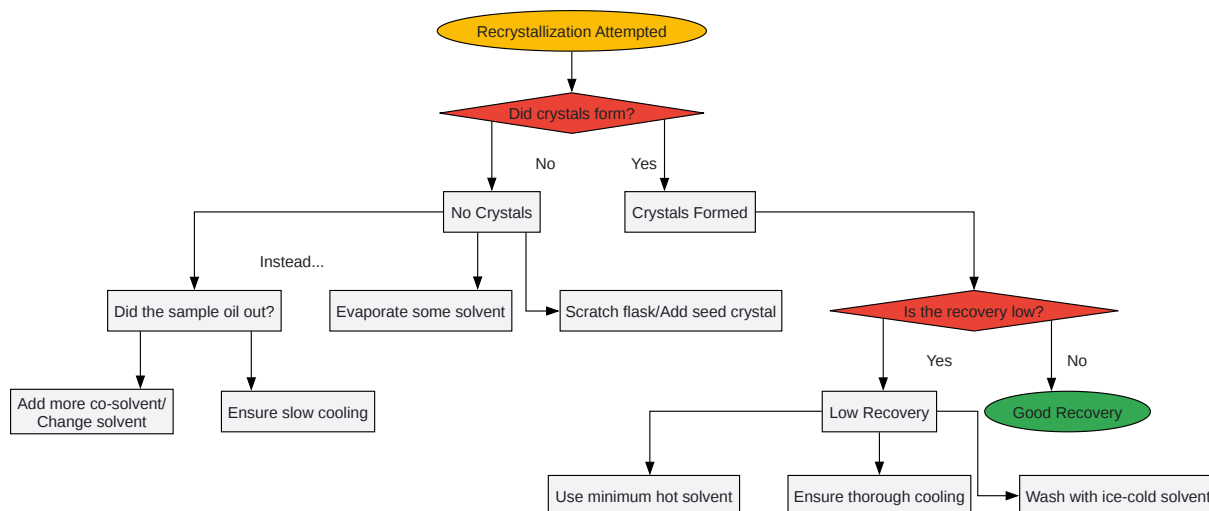 Recrystallization Attempted
Did crystals form?
No
Yes
No Crystals
Crystals Formed
Instead...
Did the sample oil out?
Evaporate some solvent
Scratch flask/Add seed crystal
Is the recovery low?
Yes
No
Add more co-solvent/
Change solvent
Ensure slow cooling
Low Recovery
Good Recovery
Use minimum hot solvent
Ensure thorough cooling
Wash with ice-cold solvent